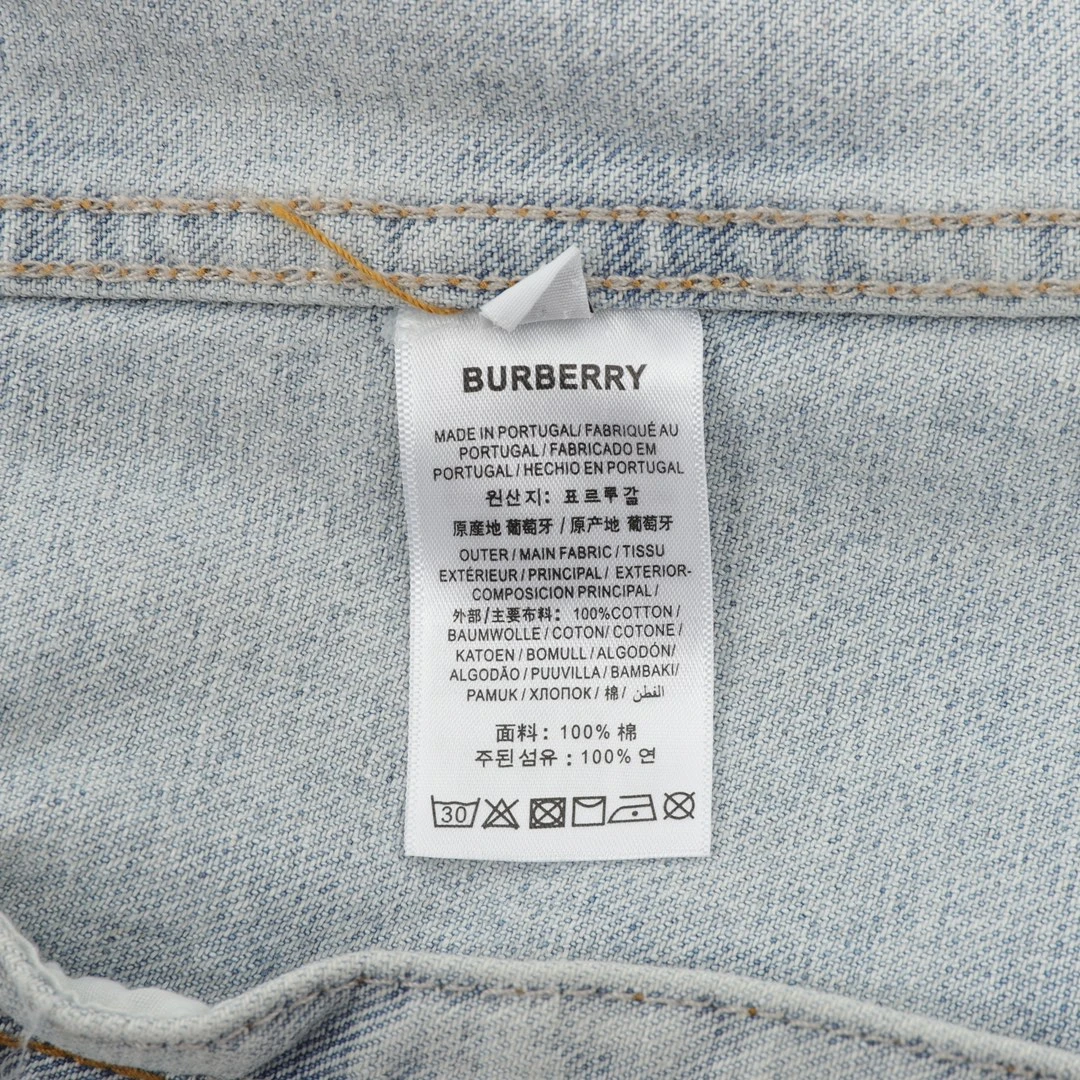 BURBERRY
MADE IN PORTUGAL/ FABRIQUÉ AU
PORTUGAL/ FABRICADO EM
PORTUGAL/ HECHIO EN PORTUGAL
원산지: 표르투갈
原産地 葡萄牙 / 原产地 葡萄牙
OUTER / MAIN FABRIC / TISSU
EXTÉRIEUR / PRINCIPAL / EXTERIOR-
COMPOSICION PRINCIPAL /
外部/主要布料: 100%COTTON /
BAUMWOLLE / COTON/ COTONE /
KATOEN / BOMULL / ALGODÓN/
ALGODÃO / PUUVILLA / BAMBAKI/
PAMUK / ХЛОПОК / 棉/ القطن
面料: 100% 棉
주된섬유 : 100% 연
30